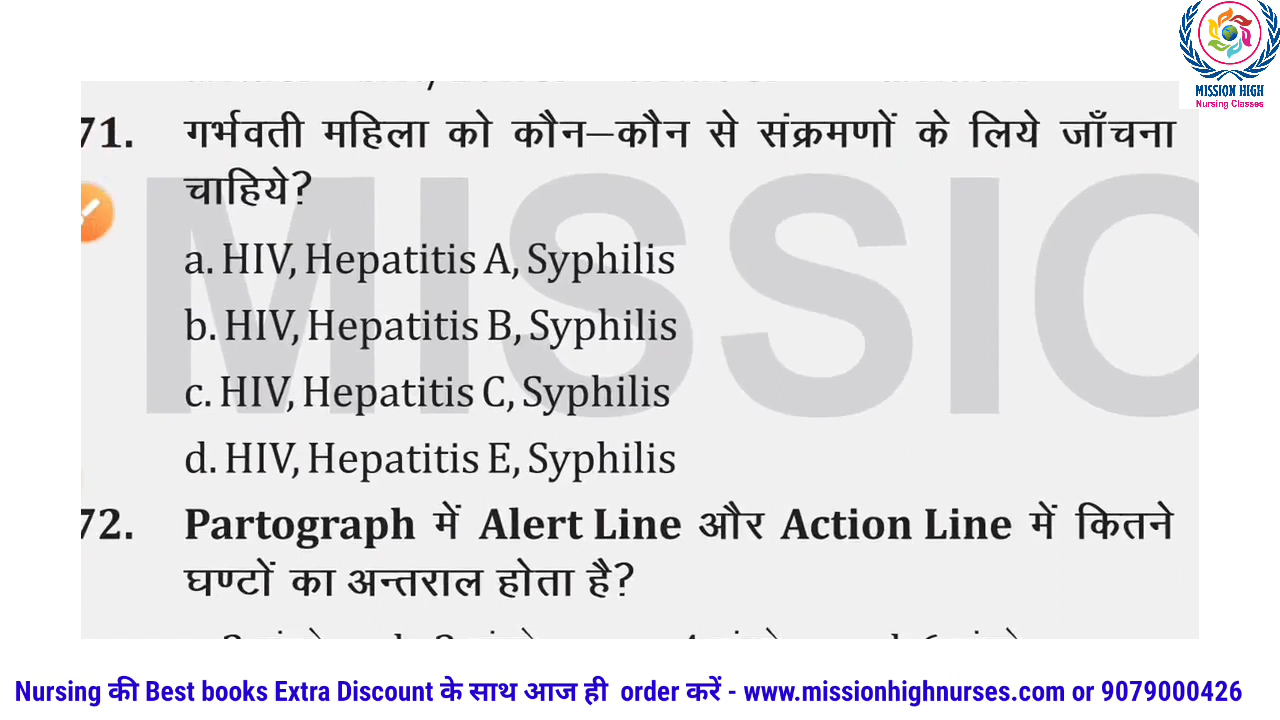 MISSION HIGH
Nursing Classes
71. गर्भवती महिला को कौन–कौन से संक्रमणों के लिये जाँचना
चाहिये?
MISSIO
a. HIV, Hepatitis A, Syphilis
b. HIV, Hepatitis B, Syphilis
c. HIV, Hepatitis C, Syphilis
d. HIV, Hepatitis E, Syphilis
72. Partograph में Alert Line और Action Line में कितने
घण्टों का अन्तराल होता है?
Nursing की Best books Extra Discount के साथ आज ही order करें - www.missionhighnurses.com or 9079000426